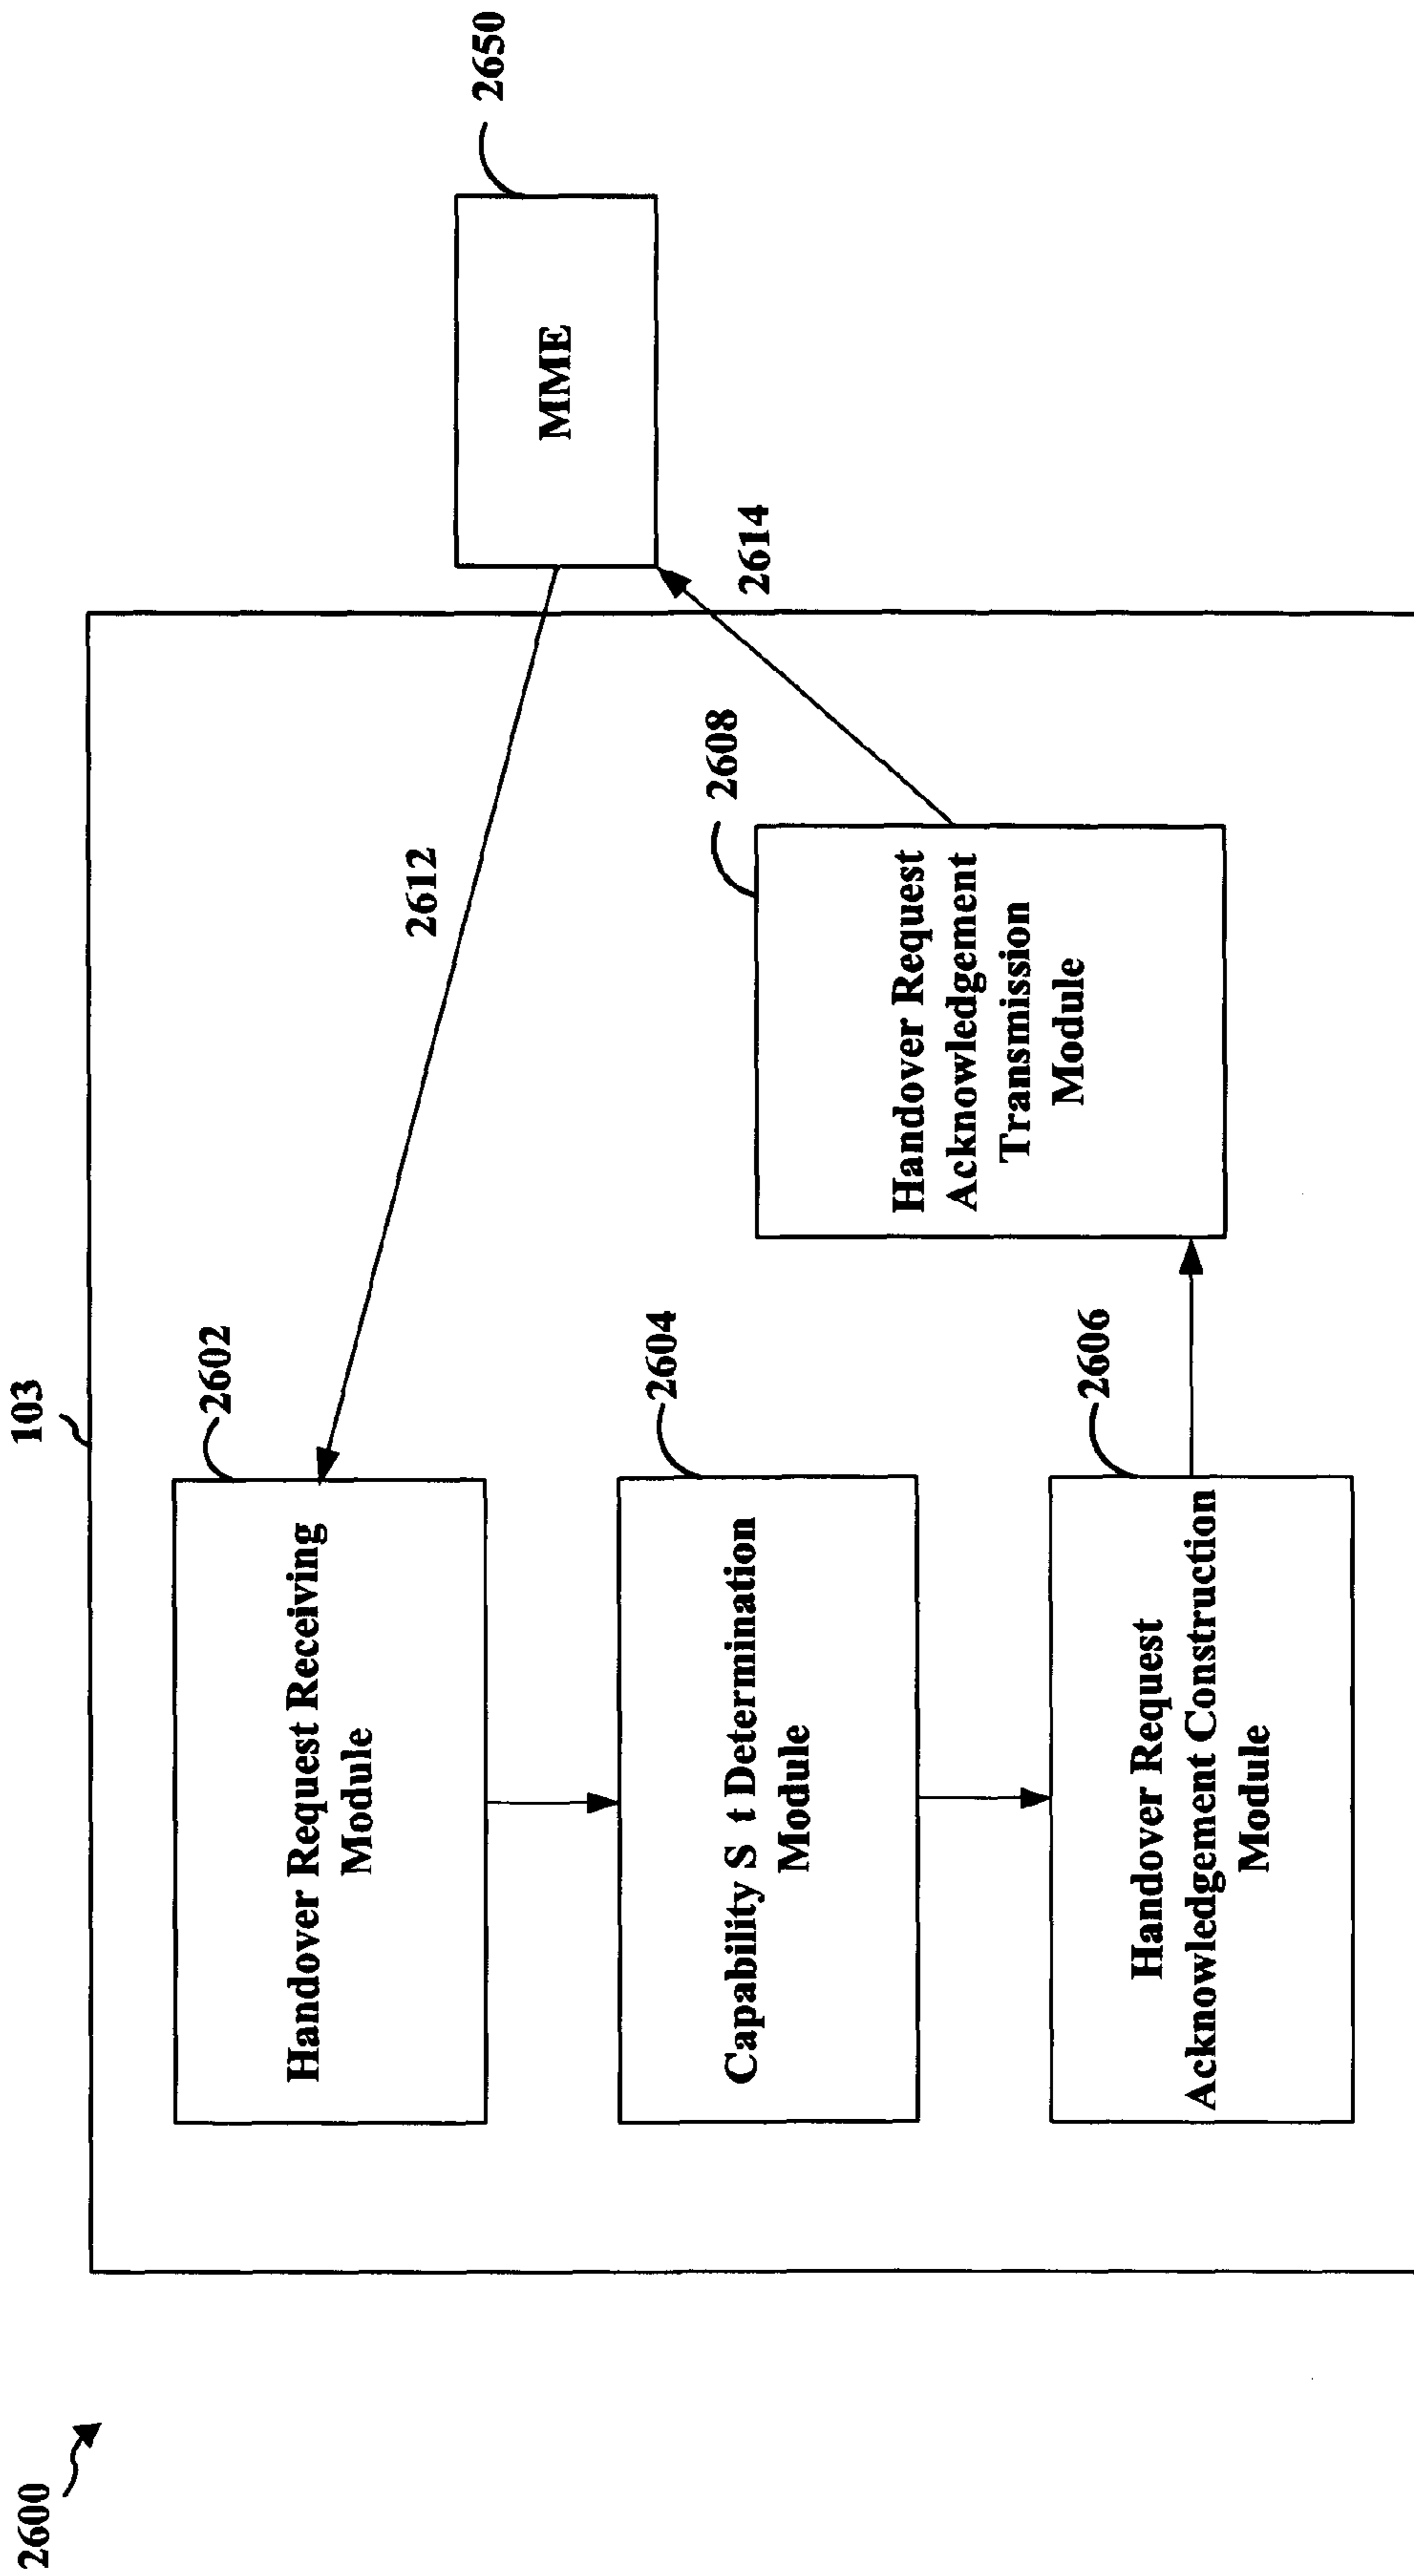 2600
103
2602
Handover Request Receiving
Module
2612
MME
2650
2604
Capability S t Determination
Module
2608
Handover Request
Acknowledgement
Transmission
Module
2614
2606
Handover Request
Acknowledgement Construction
Module